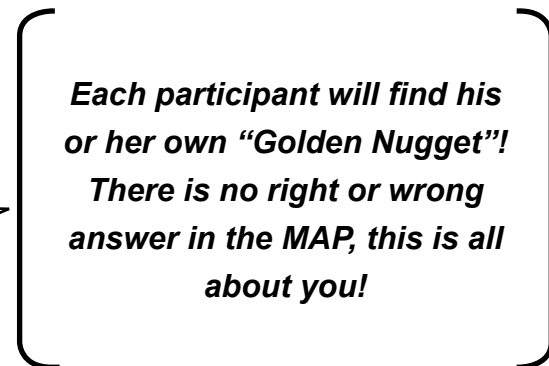 Each participant will find his
or her own “Golden Nugget”!
There is no right or wrong
answer in the MAP, this is all
about you!